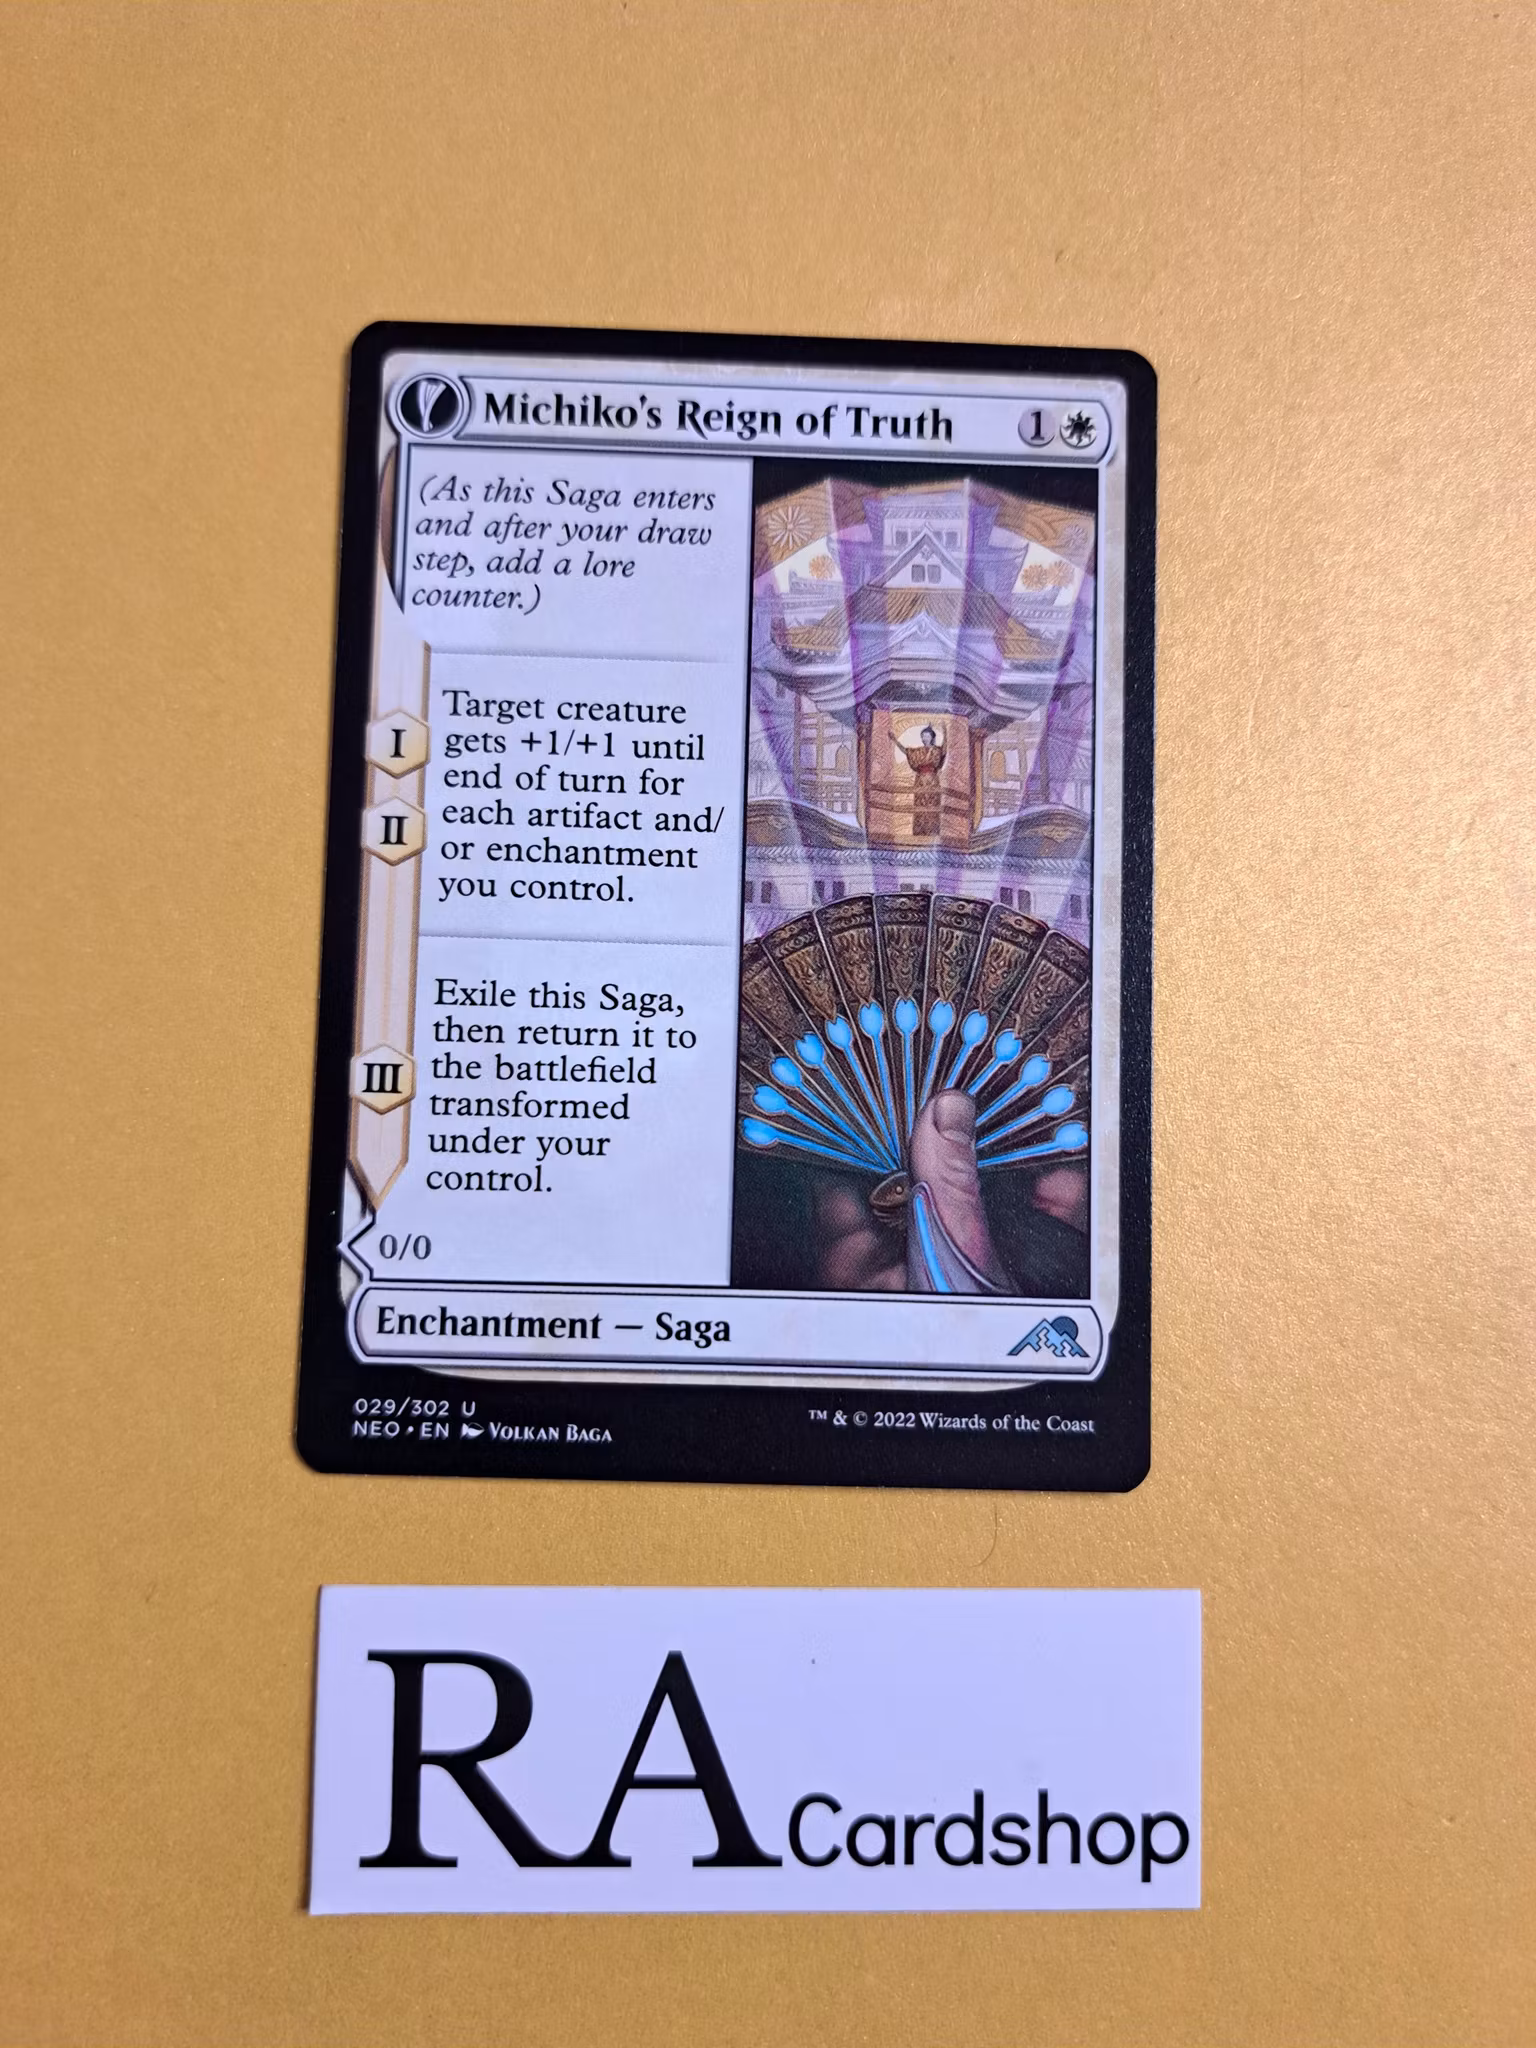 Michiko's Reign of Truth 1
(As this Saga enters
and after your draw
step, add a lore
counter.)
I
II
Target creature
gets +1/+1 until
end of turn for
each artifact and/
or enchantment
you control.
III
Exile this Saga,
then return it to
the battlefield
transformed
under your
control.
0/0
Enchantment — Saga
029/302 U
NEO • EN VOLKAN BAGA
™ & © 2022 Wizards of the Coast
RA Cardshop